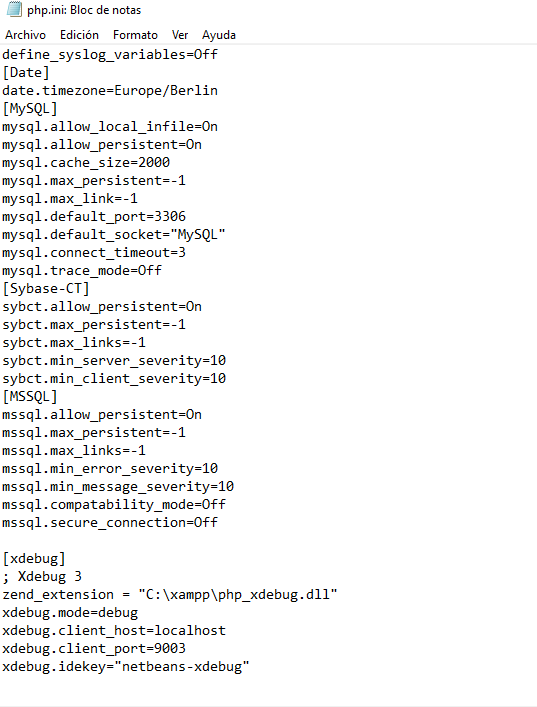 php.ini: Bloc de notas
Archivo Edición Formato Ver Ayuda
define_syslog_variables=Off
[Date]
date.timezone=Europe/Berlin
[MySQL]
mysql.allow_local_infile=On
mysql.allow_persistent=On
mysql.cache_size=2000
mysql.max_persistent=-1
mysql.max_link=-1
mysql.default_port=3306
mysql.default_socket="MySQL"
mysql.connect_timeout=3
mysql.trace_mode=Off
[Sybase-CT]
sybct.allow_persistent=On
sybct.max_persistent=-1
sybct.max_links=-1
sybct.min_server_severity=10
sybct.min_client_severity=10
[MSSQL]
mssql.allow_persistent=On
mssql.max_persistent=-1
mssql.max_links=-1
mssql.min_error_severity=10
mssql.min_message_severity=10
mssql.compatability_mode=Off
mssql.secure_connection=Off
[xdebug]
; Xdebug 3
zend_extension = "C:\xampp\php_xdebug.dll"
xdebug.mode=debug
xdebug.client_host=localhost
xdebug.client_port=9003
xdebug.idekey="netbeans-xdebug"